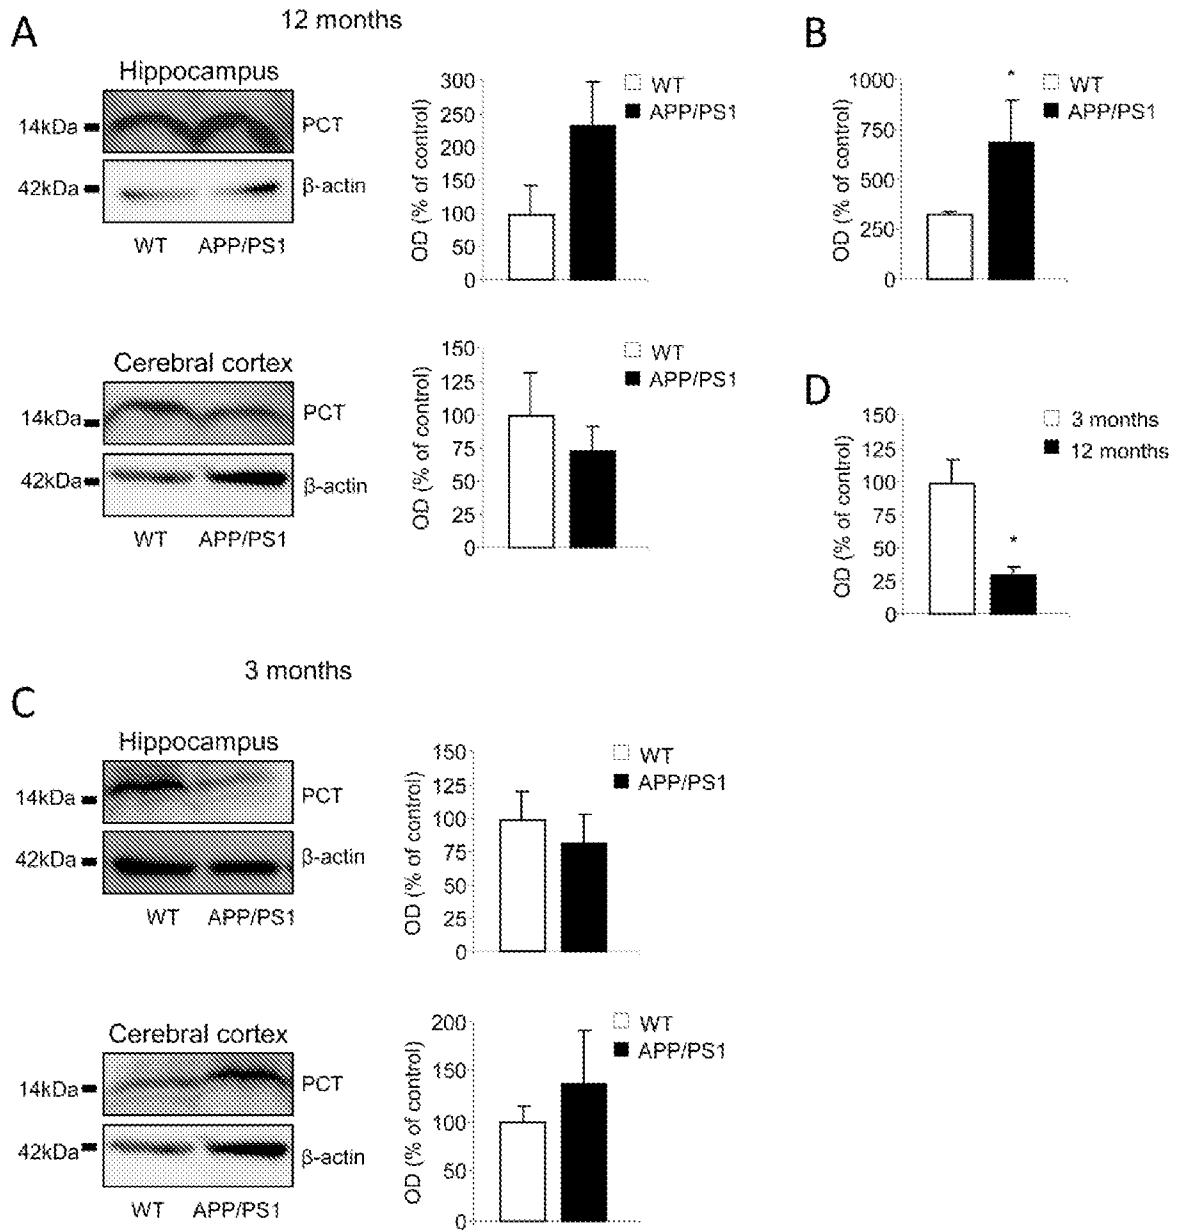 A
12 months
Hippocampus
14kDa
PCT
42kDa
β-actin
WT APP/PS1
OD (% of control)
300
250
200
150
100
50
0
WT
APP/PS1
B
OD (% of control)
1000
750
500
250
0
*
WT
APP/PS1
Cerebral cortex
14kDa
PCT
42kDa
β-actin
WT APP/PS1
OD (% of control)
150
125
100
75
50
25
0
WT
APP/PS1
D
OD (% of control)
150
125
100
75
50
25
0
*
3 months
12 months
3 months
C
Hippocampus
14kDa
PCT
42kDa
β-actin
WT APP/PS1
OD (% of control)
150
125
100
75
50
25
0
WT
APP/PS1
Cerebral cortex
14kDa
PCT
42kDa
β-actin
WT APP/PS1
OD (% of control)
200
150
100
50
0
WT
APP/PS1